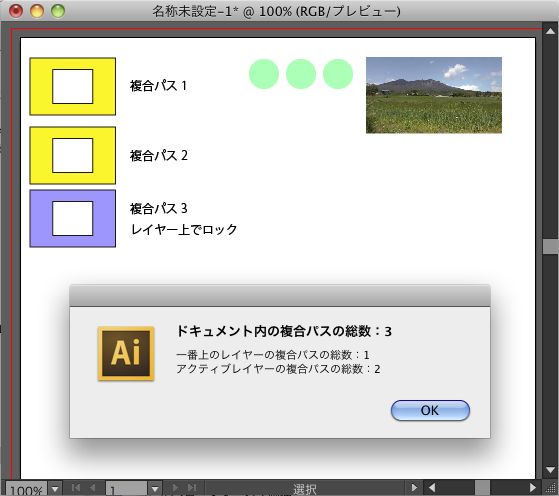 名称未設定-1* @ 100% (RGB/プレビュー)
複合パス 1
複合パス 2
複合パス 3
レイヤー上でロック
ドキュメント内の複合パスの総数：3
Ai
一番上のレイヤーの複合パスの総数：1
アクティブレイヤーの複合パスの総数：2
OK
100%
1
選択